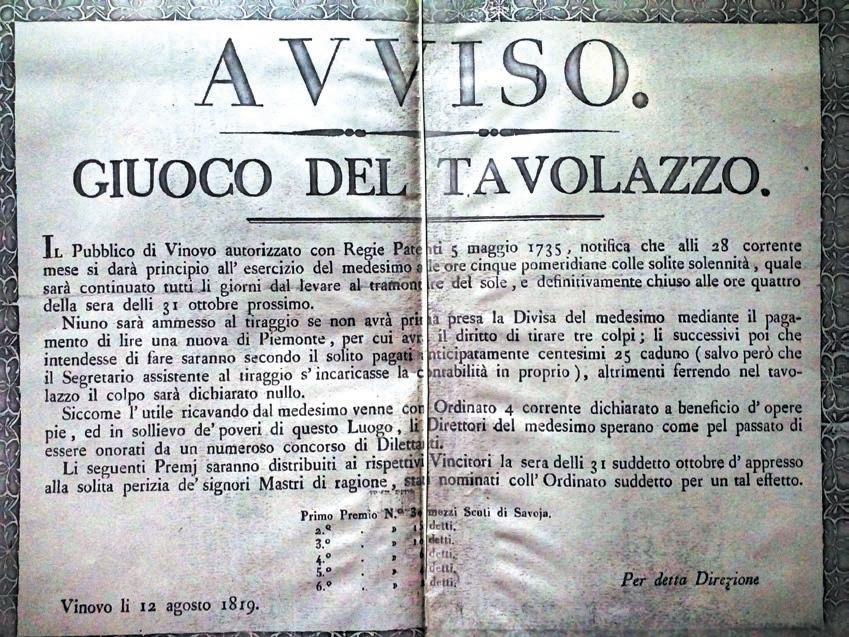 AVVISO.
GIUOCO DEL TAVOLAZZO.
IL Pubblico di Vinovo autorizzato con Regie Patenti 5 maggio 1735, notifica che alli 28 corrente
mese si darà principio all' esercizio del medesimo alle ore cinque pomeridiane colle solite solennità, quale
sarà continuato tutti li giorni dal levare al tramontare del sole, e definitivamente chiuso alle ore quattro
della sera delli 31 ottobre prossimo.
Niuno sarà ammesso al tiraggio se non avrà prima presa la Divisa del medesimo mediante il paga-
mento di lire una nuova di Piemonte, per cui avrà il diritto di tirare tre colpi; li successivi poi che
intendesse di fare saranno secondo il solito pagati anticipatamente centesimi 25 caduno (salvo però che
il Segretario assistente al tiraggio s' incaricasse la contabilità in proprio), altrimenti ferrendo nel tavo-
lazzo il colpo sarà dichiarato nullo.
Siccome l' utile ricavando dal medesimo venne con Ordinato 4 corrente dichiarato a beneficio d' opere
pie, ed in sollievo de' poveri di questo Luogo, li Direttori del medesimo sperano come pel passato di
essere onorati da un numeroso concorso di Dilettanti.
Li seguenti Premj saranno distribuiti ai rispettivi Vincitori la sera delli 31 suddetto ottobre d' appresso
alla solita perizia de' signori Mastri di ragione, stati nominati coll' Ordinato suddetto per un tal effetto.
Primo Premio N.º mezzi Scuti di Savoja.
2.º . » detti.
3.º . » detti.
4.º . » detti.
5.º . » detti.
6.º . » detti.
Per detta Direzione
Vinovo li 12 agosto 1819.